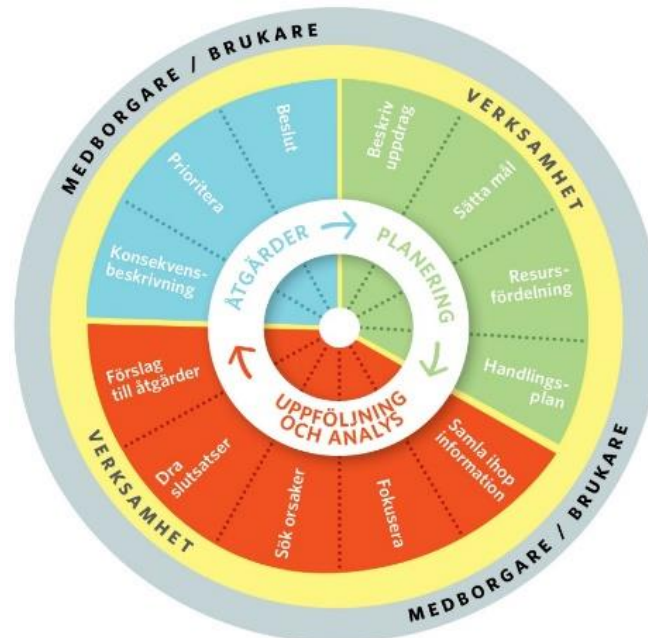 MEDBORGARE / BRUKARE
VERKSAMHET
Beskriv
uppdrag
Sätta mål
Resurs-
fördelning
Handlings-
plan
Samla ihop
information
Fokusera
Sök orsaker
Dra
slutsatser
Förslag
till åtgärder
Konsekvens-
beskrivning
Prioritera
Beslut
ÅTGÄRDER
PLANERING
UPPFÖLJNING
OCH ANALYS
VERKSAMHET
MEDBORGARE / BRUKARE